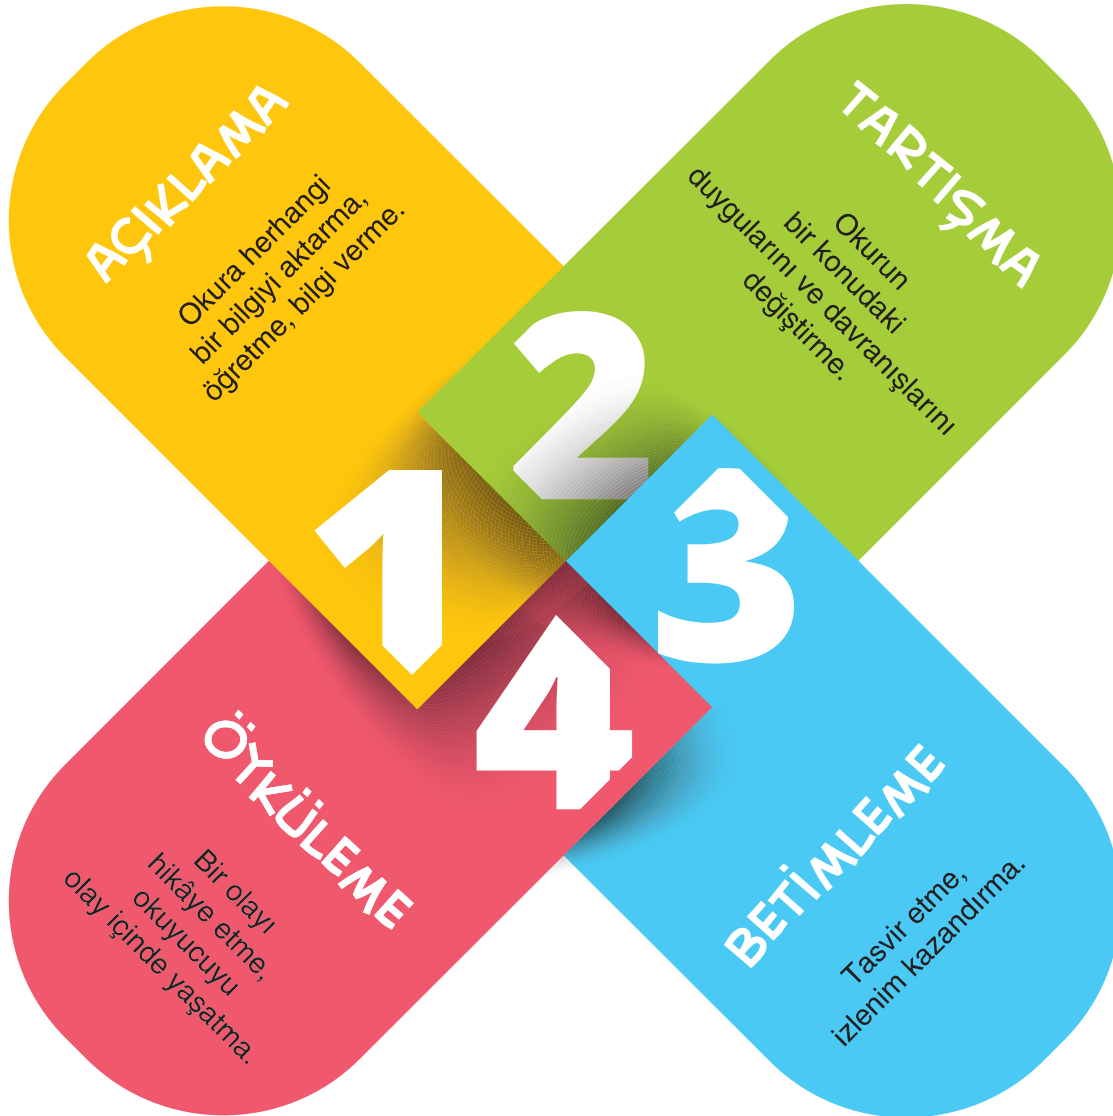 AÇIKLAMA
Okura herhangi
bir bilgiyi aktarma,
öğretme, bilgi verme.
1
TARTIŞMA
Okurun
bir konudaki
duygularını ve davranışlarını
değiştirme.
2
3
BETİMLEME
Tasvir etme,
izlenim kazandırma.
4
ÖYKÜLEME
Bir olayı
hikâye etme,
okuyucuyu
olay içinde yaşatma.